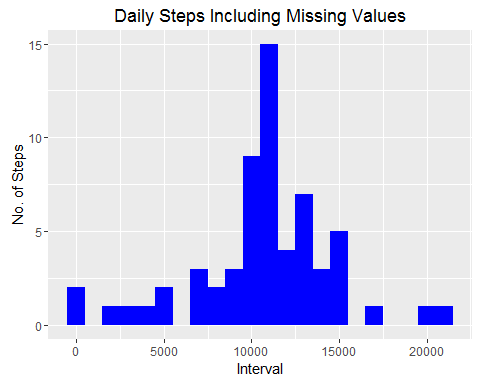 Daily Steps Including Missing Values
15
10
5
0
No. of Steps
0 5000 10000 15000 20000
Interval